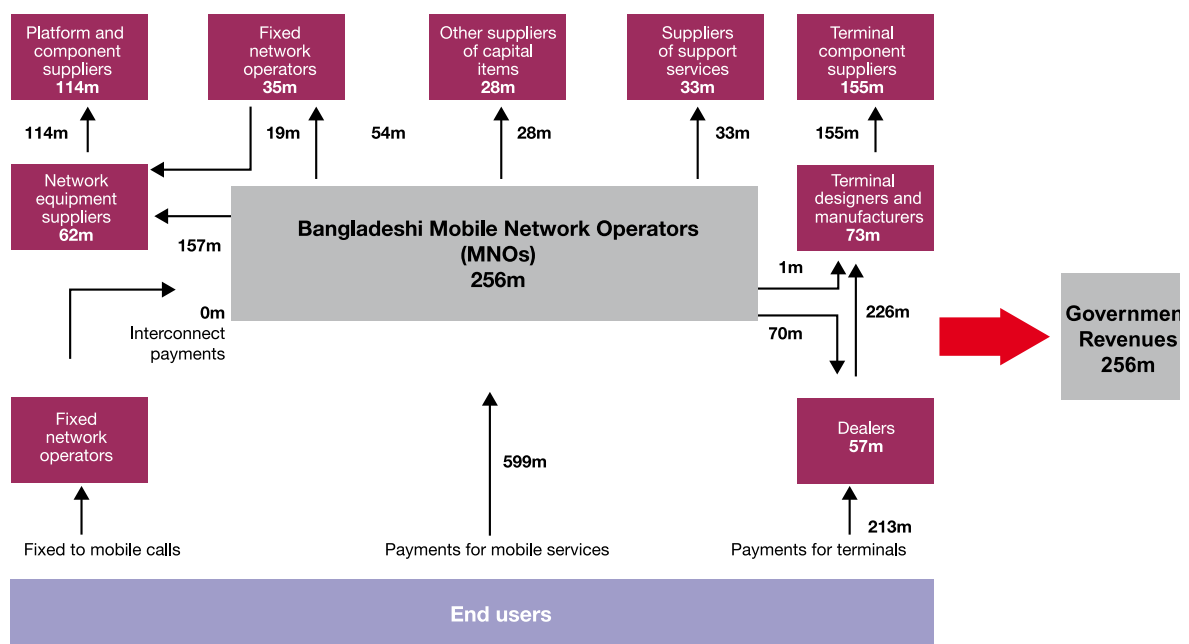 Platform and
component
suppliers
114m
Fixed
network
operators
35m
Other suppliers
of capital
items
28m
Suppliers
of support
services
33m
Terminal
component
suppliers
155m
114m
19m
54m
28m
33m
155m
Network
equipment
suppliers
62m
Bangladeshi Mobile Network Operators
(MNOs)
256m
Terminal
designers and
manufacturers
73m
157m
1m
0m
Interconnect
payments
70m
226m
Government
Revenues
256m
Fixed
network
operators
Dealers
57m
599m
213m
Fixed to mobile calls
Payments for mobile services
Payments for terminals
End users